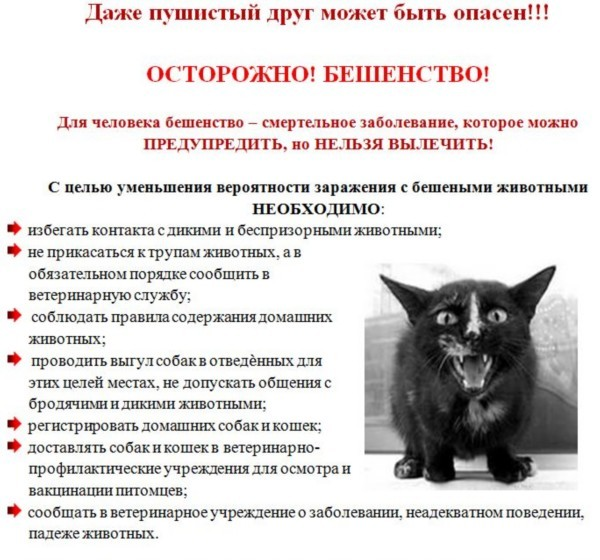 Даже пушистый друг может быть опасен!!!
ОСТОРОЖНО! БЕШЕНСТВО!
Для человека бешенство – смертельное заболевание, которое можно
ПРЕДУПРЕДИТЬ, но НЕЛЬЗЯ ВЫЛЕЧИТЬ!
С целью уменьшения вероятности заражения с бешеными животными
НЕОБХОДИМО:
избегать контакта с дикими и беспризорными животными;
не прикасаться к трупам животных, а в
обязательном порядке сообщить в
ветеринарную службу;
соблюдать правила содержания домашних
животных;
проводить выгул собак в отведѐнных для
этих целей местах, не допускать общения с
бродячими и дикими животными;
регистрировать домашних собак и кошек;
доставлять собак и кошек в ветеринарно-
профилактические учреждения для осмотра и
вакцинации питомцев;
сообщать в ветеринарное учреждение о заболевании, неадекватном поведении,
падеже животных.